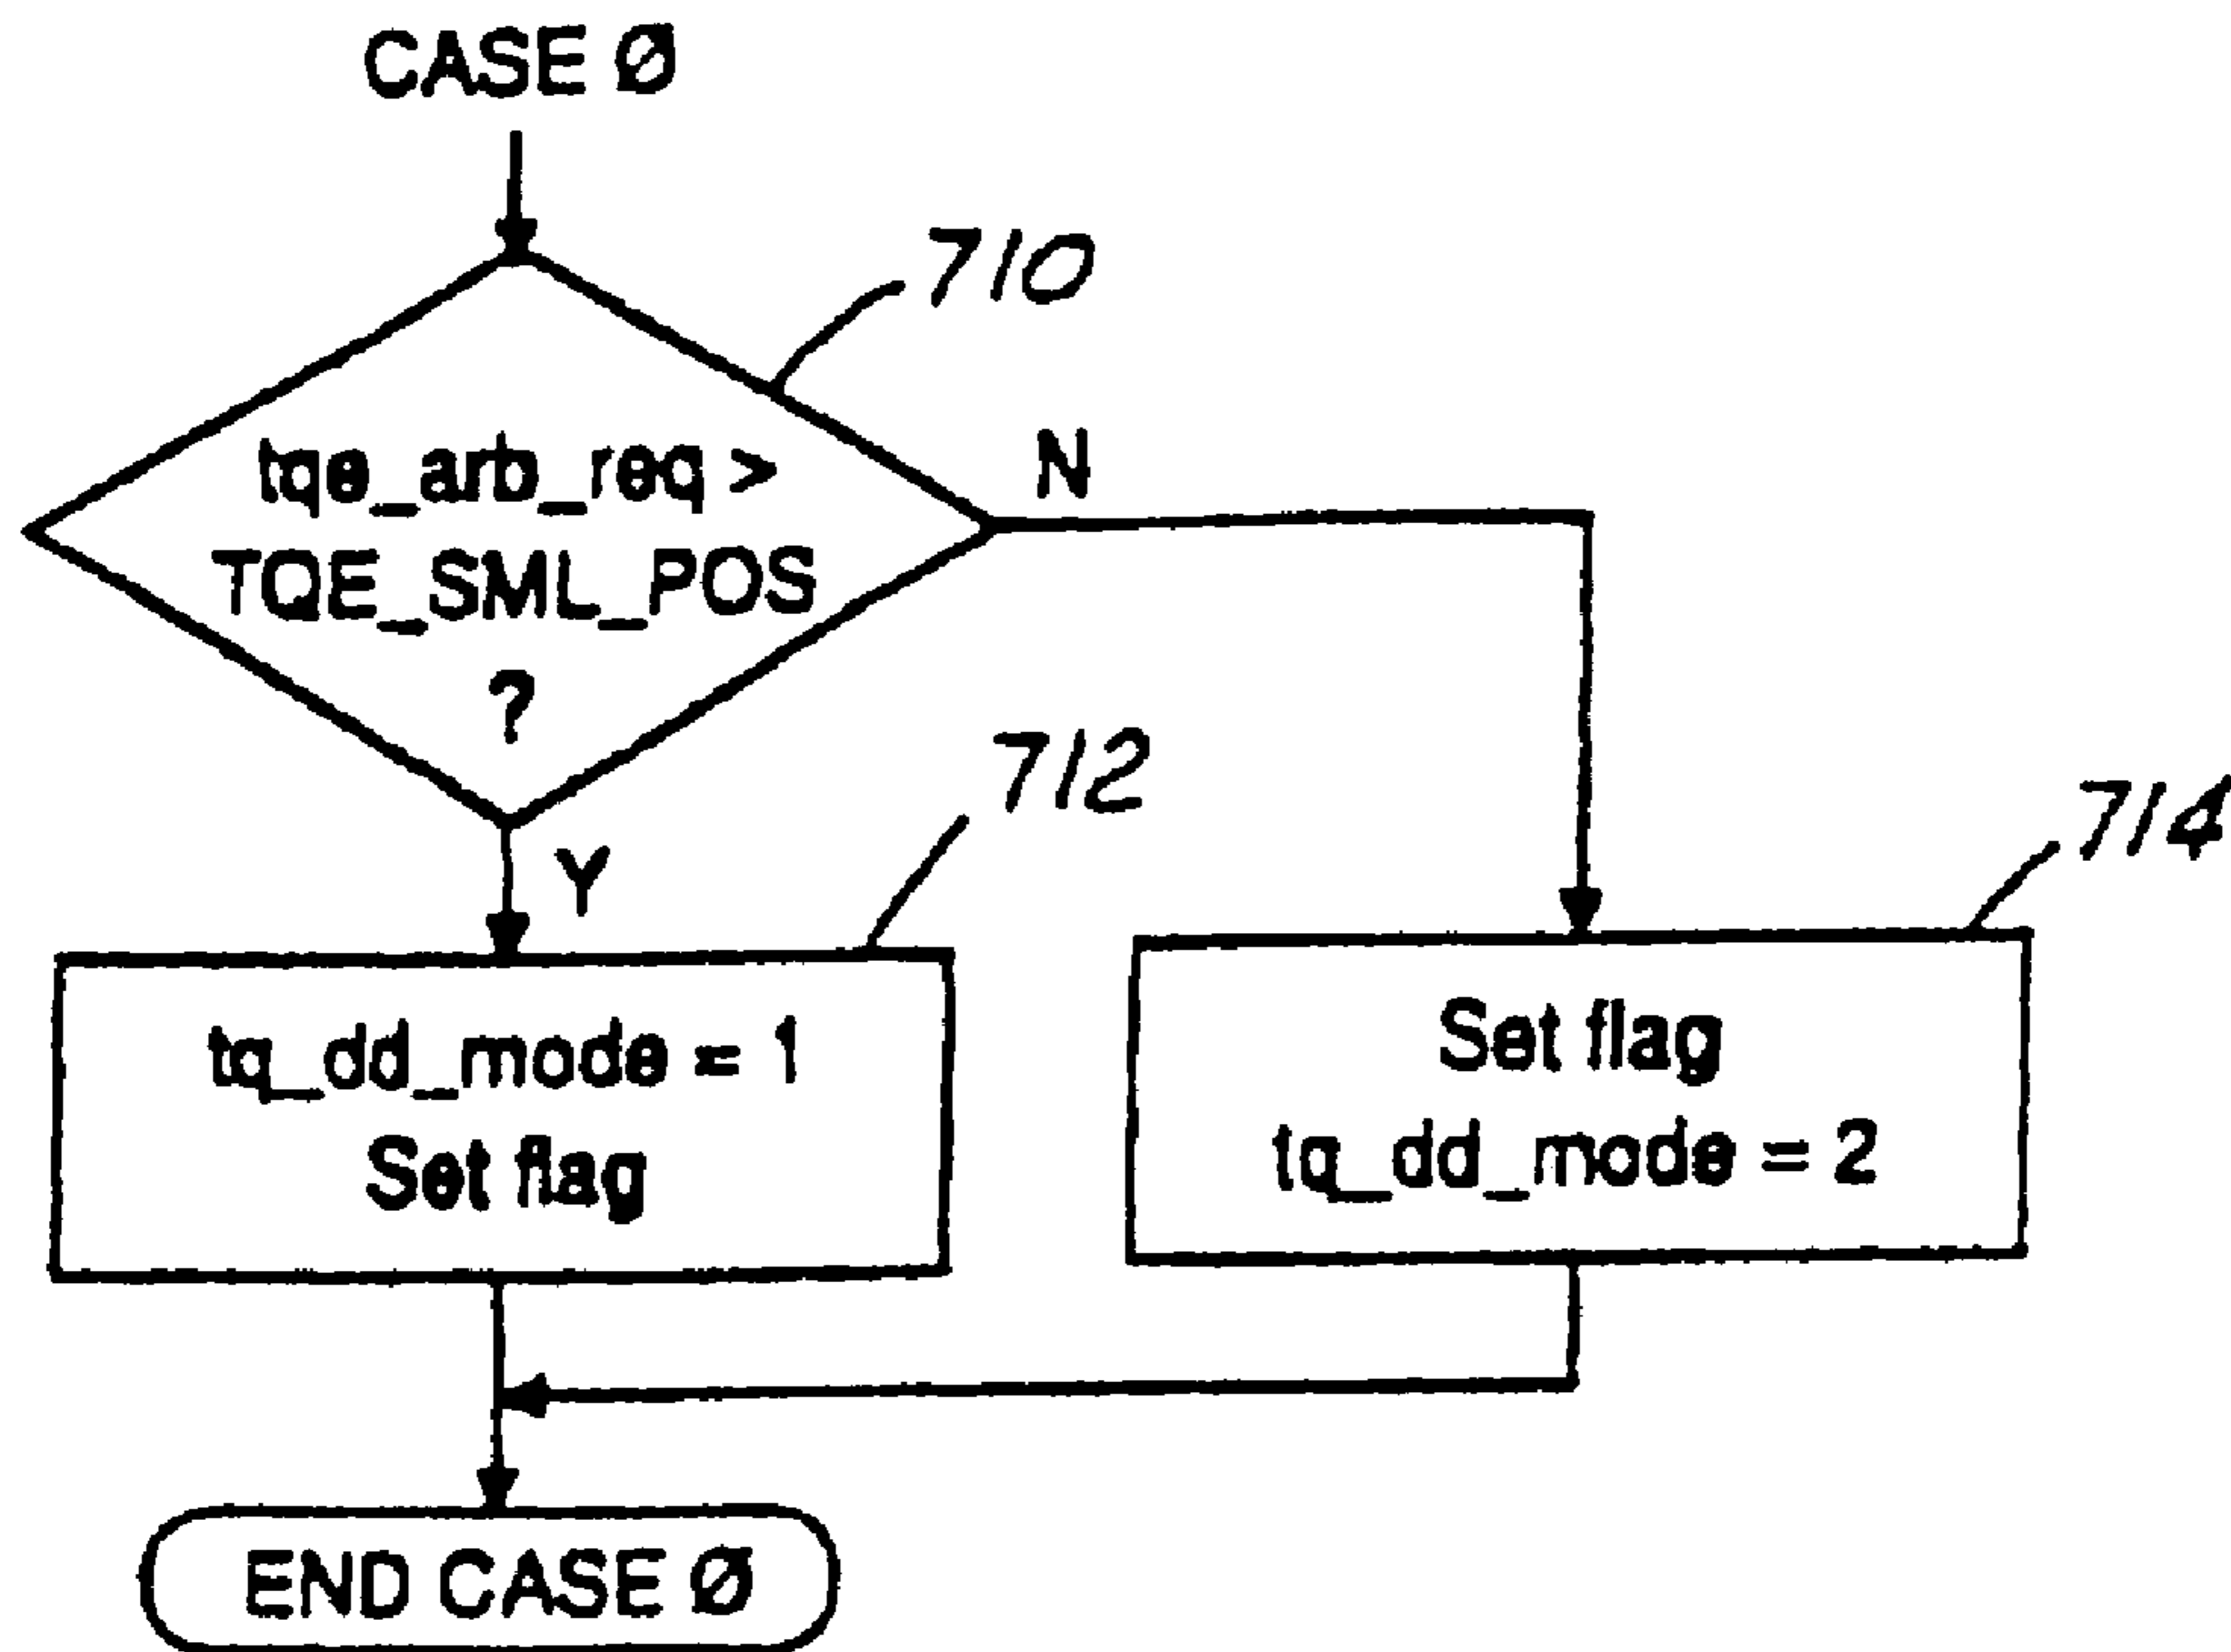 CASE Ø
710
tqe_arb_req >
TQE_SML_POS
?
N
Y
712
tq_dd_mode = 1
Set flag
714
Set flag
tq_dd_mode = 2
END CASE Ø